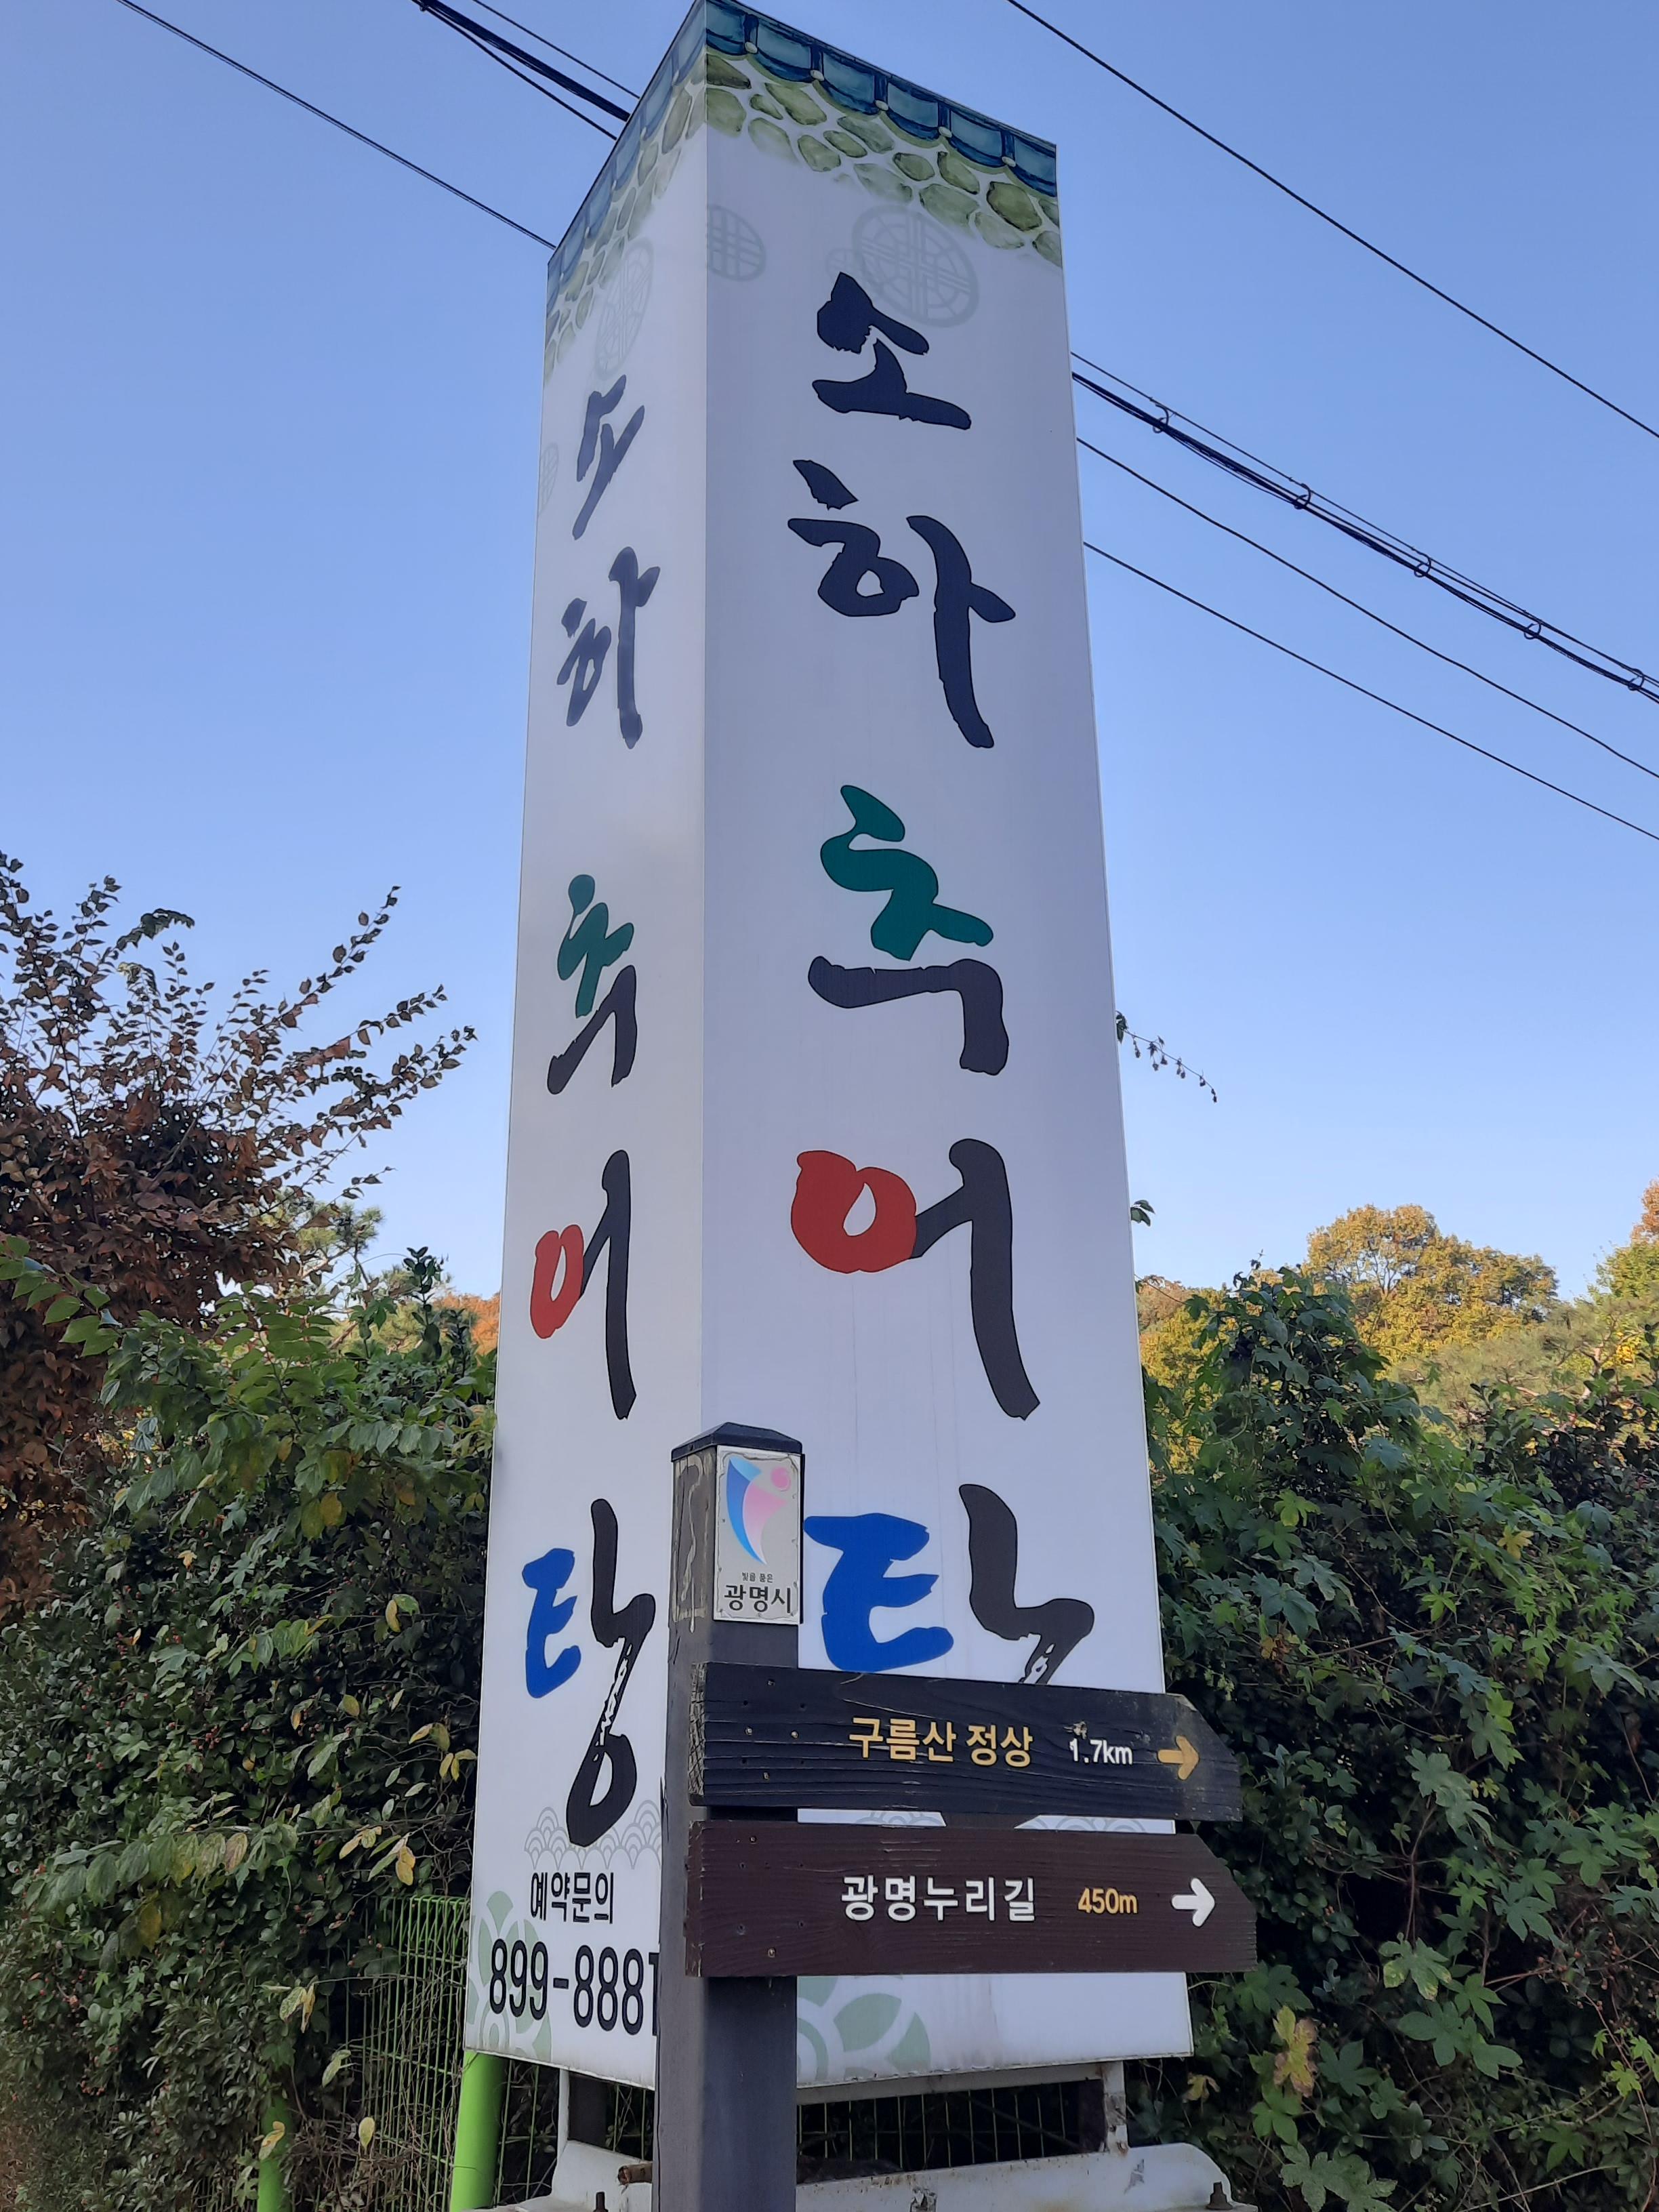 소하 추어탕
예약문의
899-8881
소하 추어탕
빛을 품은
광명시
구름산 정상 1.7km →
광명누리길 450m →